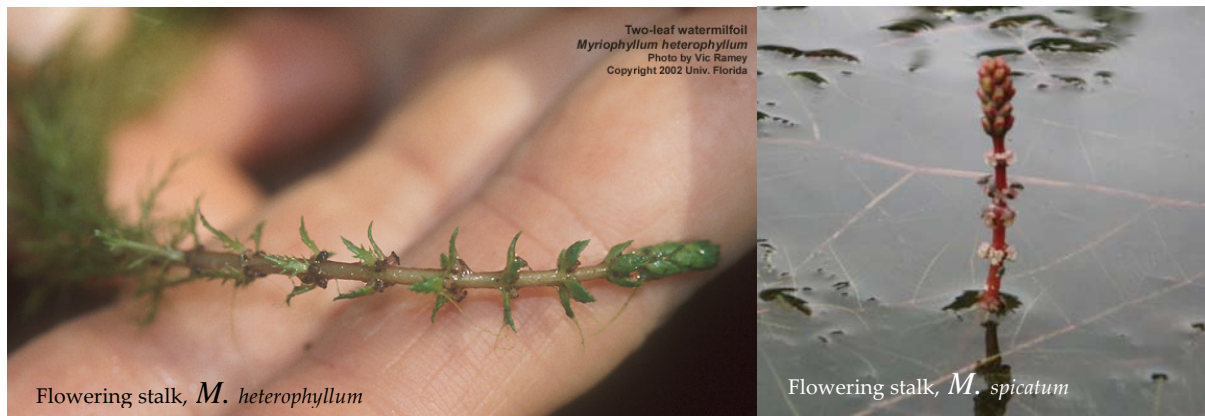 Two-leaf watermilfoil
Myriophyllum heterophyllum
Photo by Vic Ramey
Copyright 2002 Univ. Florida
Flowering stalk, M. heterophyllum
Flowering stalk, M. spicatum